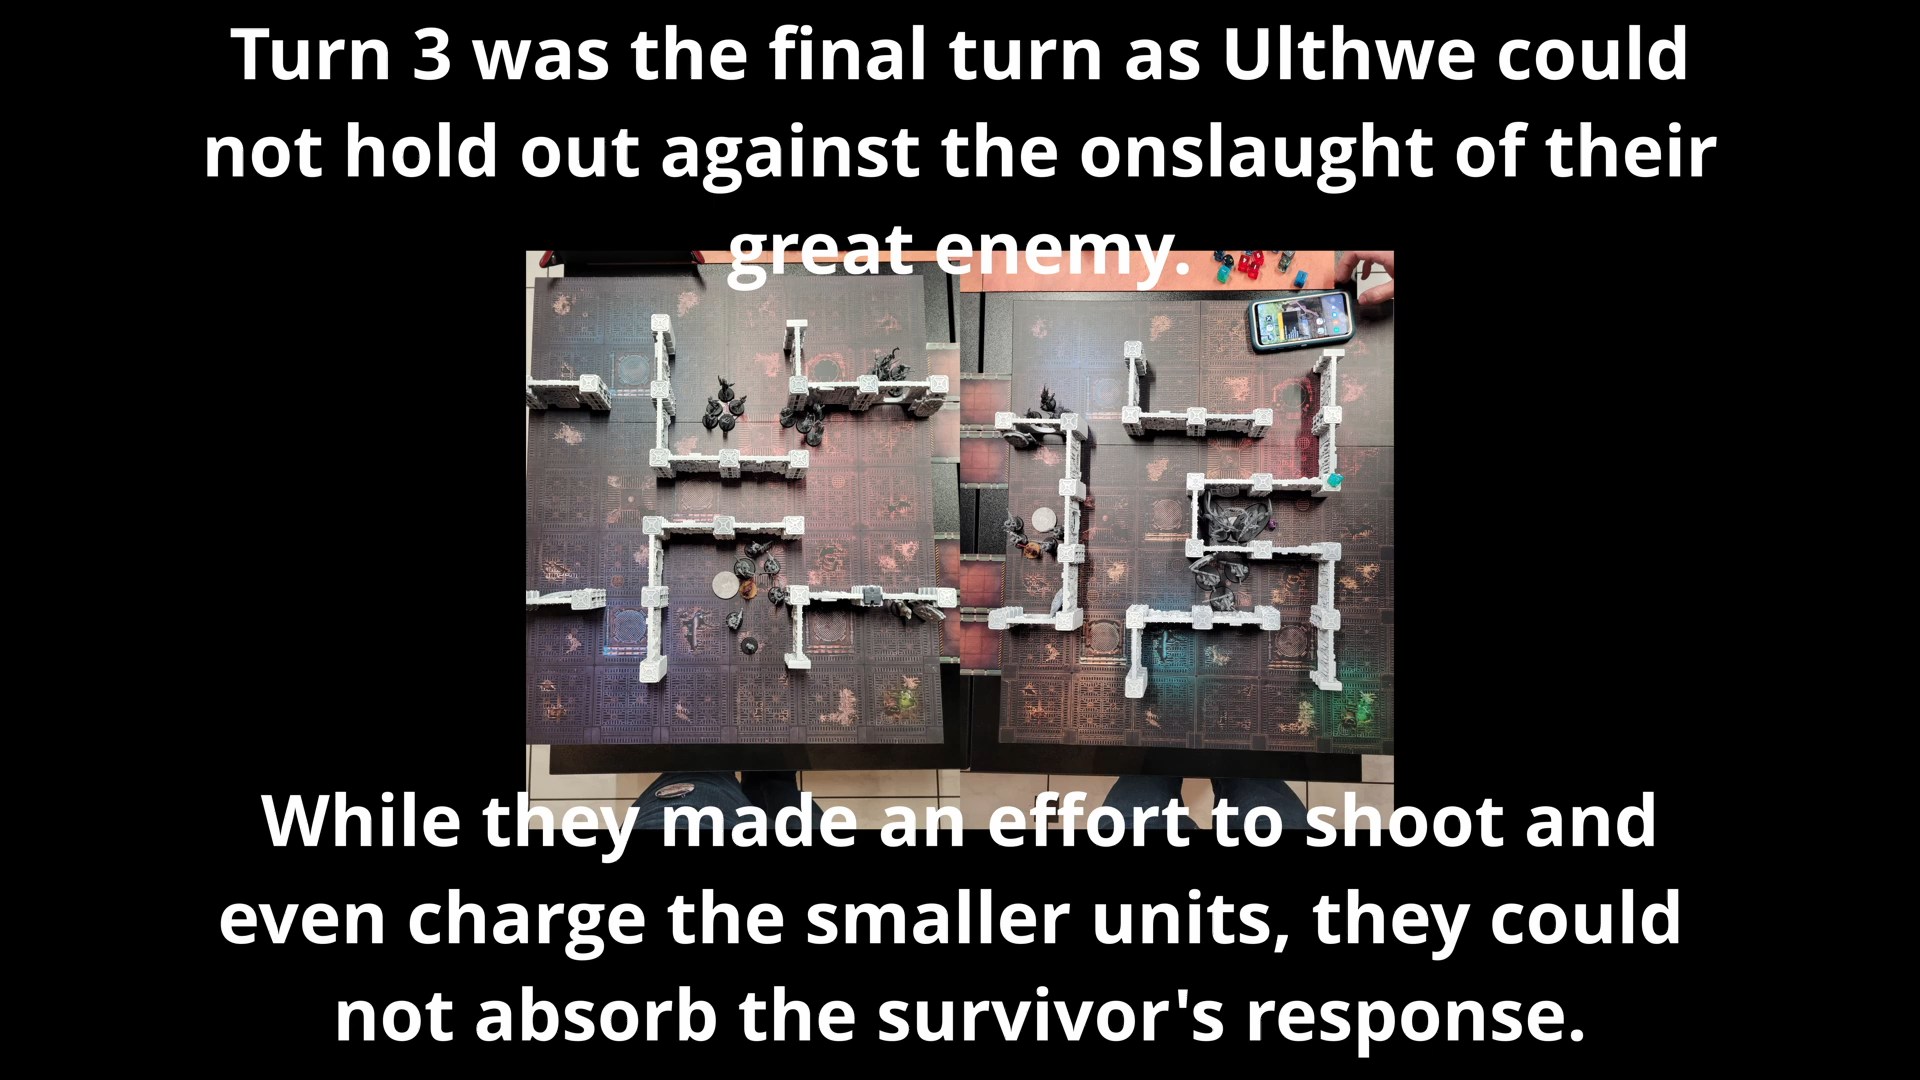 Turn 3 was the final turn as Ulthwe could
not hold out against the onslaught of their
great enemy.
While they made an effort to shoot and
even charge the smaller units, they could
not absorb the survivor's response.